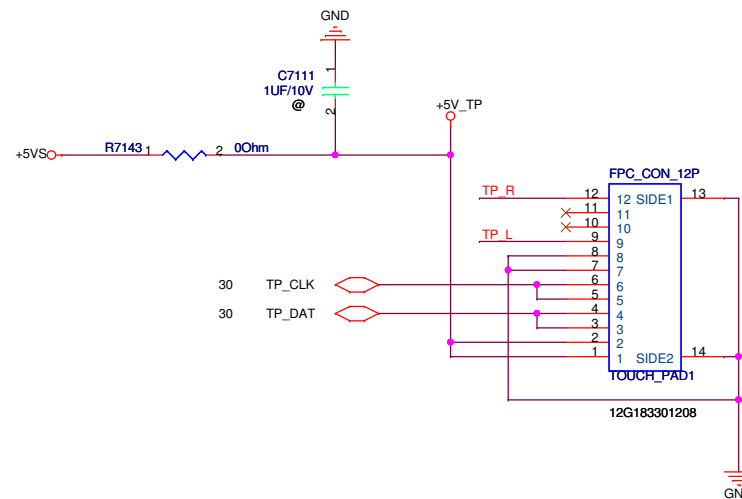 GND
C7111
1
1UF/10V
@
2
+5V_TP
+5VS
R7143 1
2 0Ohm
FPC_CON_12P
TP_R
12
12 SIDE1
13
11
11
10
10
TP_L
9
9
8
8
7
7
30 TP_CLK
6
6
5
5
30 TP_DAT
4
4
3
3
2
2
1
1 SIDE2
14
TOUCH_PAD1
12G183301208
GN